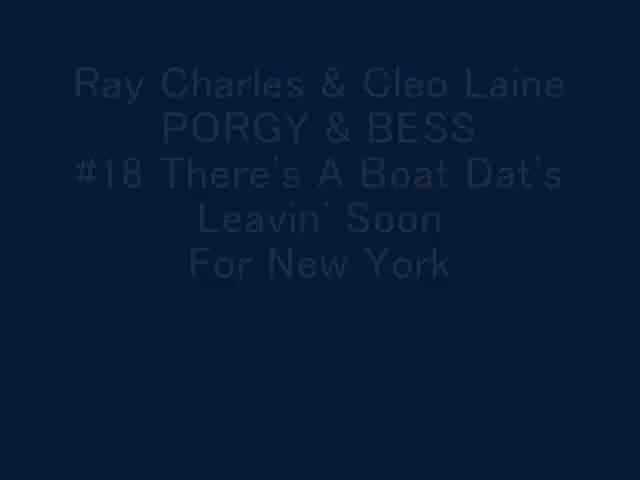 Ray Charles & Cleo Laine
PORGY & BESS
#18 There's A Boat Dat's
Leavin' Soon
For New York